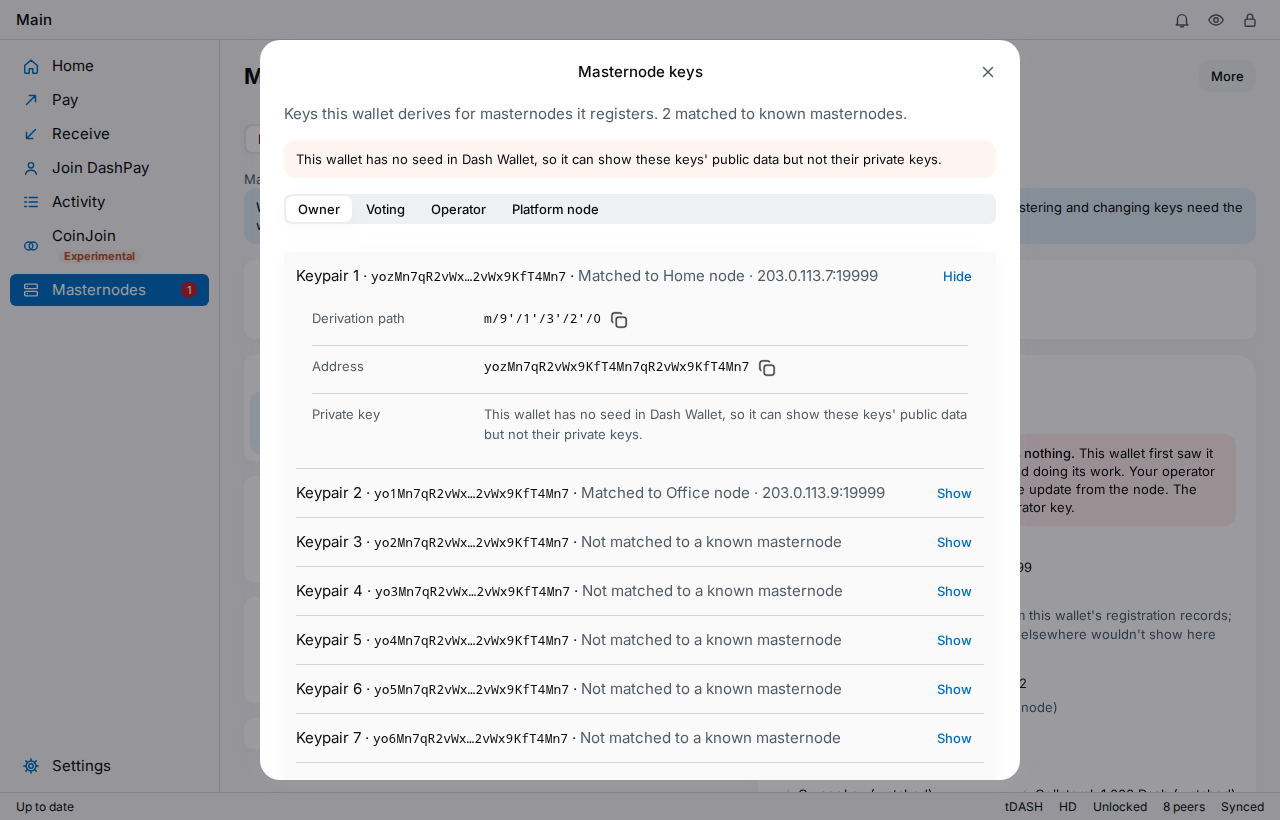 Main
Home
Pay
Receive
Join DashPay
Activity
CoinJoin
Experimental
Masternodes
1
Settings
More
Masternode keys
Keys this wallet derives for masternodes it registers. 2 matched to known masternodes.
This wallet has no seed in Dash Wallet, so it can show these keys' public data but not their private keys.
Owner Voting Operator Platform node
Keypair 1 · yozMn7qR2vWx…2vWx9KfT4Mn7 · Matched to Home node · 203.0.113.7:19999 Hide
Derivation path m/9'/1'/3'/2'/0
Address yozMn7qR2vWx9KfT4Mn7qR2vWx9KfT4Mn7
Private key This wallet has no seed in Dash Wallet, so it can show these keys' public data
but not their private keys.
Keypair 2 · yo1Mn7qR2vWx…2vWx9KfT4Mn7 · Matched to Office node · 203.0.113.9:19999 Show
Keypair 3 · yo2Mn7qR2vWx…2vWx9KfT4Mn7 · Not matched to a known masternode Show
Keypair 4 · yo3Mn7qR2vWx…2vWx9KfT4Mn7 · Not matched to a known masternode Show
Keypair 5 · yo4Mn7qR2vWx…2vWx9KfT4Mn7 · Not matched to a known masternode Show
Keypair 6 · yo5Mn7qR2vWx…2vWx9KfT4Mn7 · Not matched to a known masternode Show
Keypair 7 · yo6Mn7qR2vWx…2vWx9KfT4Mn7 · Not matched to a known masternode Show
and changing keys need the
nothing. This wallet first saw it
doing its work. Your operator
update from the node. The
key.
this wallet's registration records;
elsewhere wouldn't show here
node)
Up to date
tDASH HD Unlocked 8 peers Synced